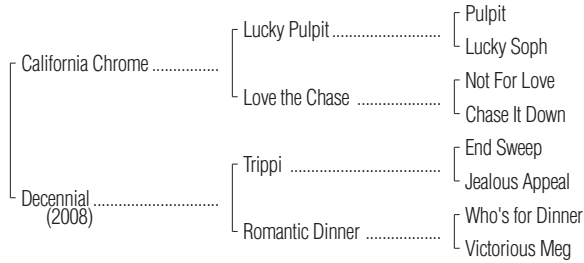 Pulpit
Lucky Pulpit
Lucky Soph
California Chrome
Not For Love
Love the Chase
Chase It Down
End Sweep
Trippi
Jealous Appeal
Decennial
(2008)
Who's for Dinner
Romantic Dinner
Victorious Meg